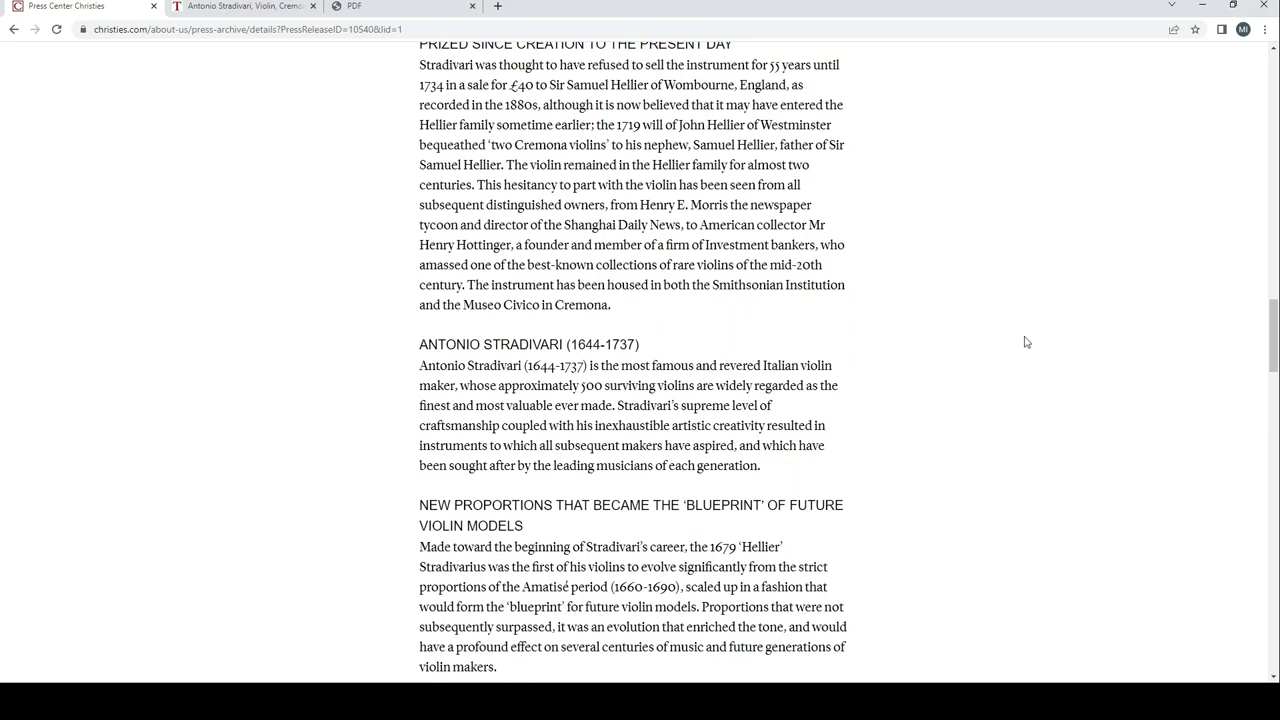 Press Center Christies
Antonio Stradivari, Violin, Cremo
PDF
christies.com/about-us/press-archive/details?PressReleaseID=10540&lid=1
MI
PRIZED SINCE CREATION TO THE PRESENT DAY
Stradivari was thought to have refused to sell the instrument for 55 years until
1734 in a sale for £40 to Sir Samuel Hellier of Wombourne, England, as
recorded in the 1880s, although it is now believed that it may have entered the
Hellier family sometime earlier; the 1719 will of John Hellier of Westminster
bequeathed ‘two Cremona violins’ to his nephew, Samuel Hellier, father of Sir
Samuel Hellier. The violin remained in the Hellier family for almost two
centuries. This hesitancy to part with the violin has been seen from all
subsequent distinguished owners, from Henry E. Morris the newspaper
tycoon and director of the Shanghai Daily News, to American collector Mr
Henry Hottinger, a founder and member of a firm of Investment bankers, who
amassed one of the best-known collections of rare violins of the mid-20th
century. The instrument has been housed in both the Smithsonian Institution
and the Museo Civico in Cremona.
ANTONIO STRADIVARI (1644-1737)
Antonio Stradivari (1644-1737) is the most famous and revered Italian violin
maker, whose approximately 500 surviving violins are widely regarded as the
finest and most valuable ever made. Stradivari’s supreme level of
craftsmanship coupled with his inexhaustible artistic creativity resulted in
instruments to which all subsequent makers have aspired, and which have
been sought after by the leading musicians of each generation.
NEW PROPORTIONS THAT BECAME THE ‘BLUEPRINT’ OF FUTURE
VIOLIN MODELS
Made toward the beginning of Stradivari’s career, the 1679 ‘Hellier’
Stradivarius was the first of his violins to evolve significantly from the strict
proportions of the Amatisé period (1660-1690), scaled up in a fashion that
would form the ‘blueprint’ for future violin models. Proportions that were not
subsequently surpassed, it was an evolution that enriched the tone, and would
have a profound effect on several centuries of music and future generations of
violin makers.